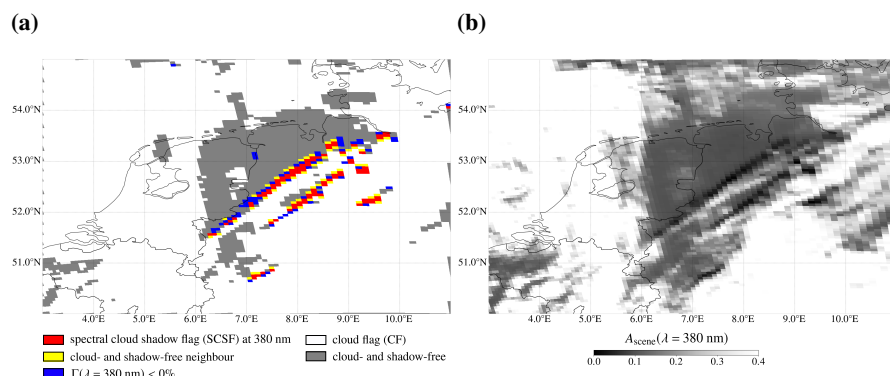 (a)
(b)
54.0°N
53.0°N
52.0°N
51.0°N
4.0°E 5.0°E 6.0°E 7.0°E 8.0°E 9.0°E 10.0°E
54.0°N
53.0°N
52.0°N
51.0°N
4.0°E 5.0°E 6.0°E 7.0°E 8.0°E 9.0°E 10.0°E
spectral cloud shadow flag (SCSF) at 380 nm
cloud flag (CF)
cloud- and shadow-free neighbour
cloud- and shadow-free
Γ(λ = 380 nm) < 0%
A_scene(λ = 380 nm)
0.0 0.1 0.2 0.3 0.4